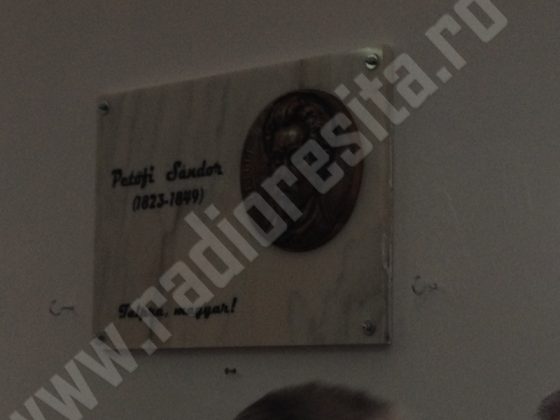 Petőfi Sándor
(1823-1849)
Talpra, magyar!
www.radioresita.ro